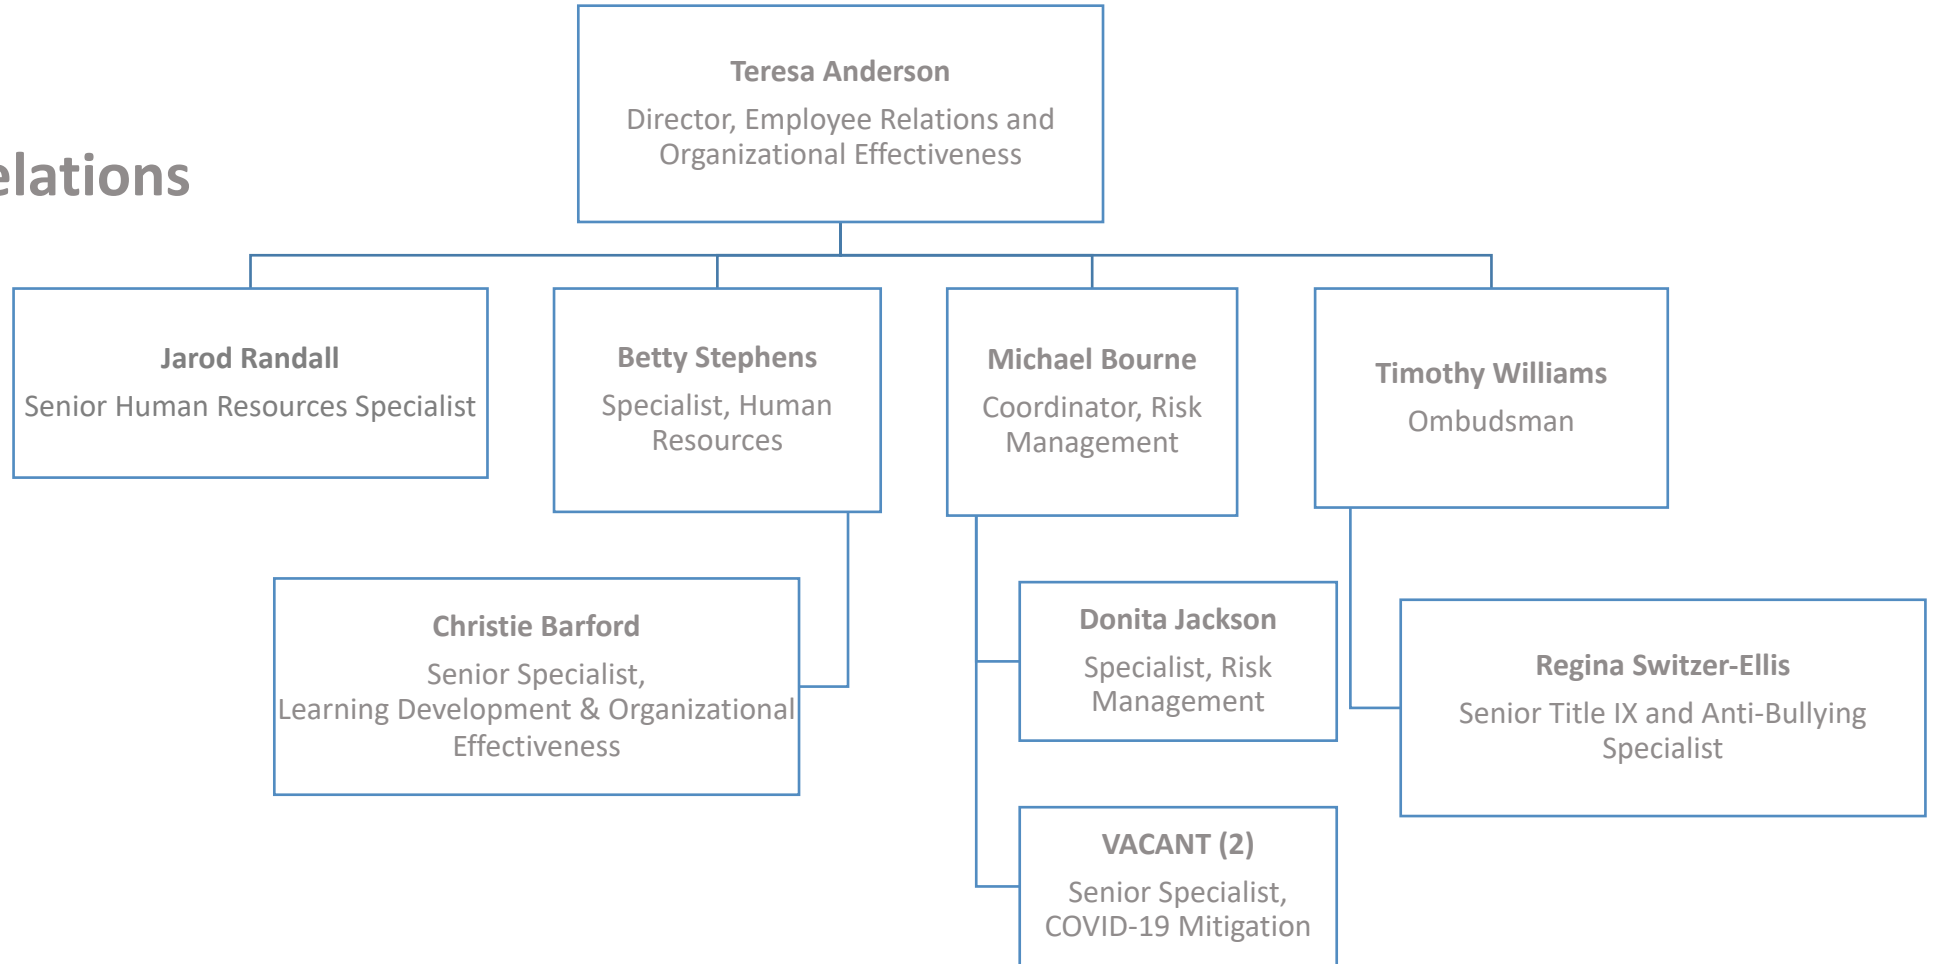 Teresa Anderson
Director, Employee Relations and
Organizational Effectiveness
elations
Jarod Randall
Senior Human Resources Specialist
Betty Stephens
Specialist, Human
Resources
Michael Bourne
Coordinator, Risk
Management
Timothy Williams
Ombudsman
Christie Barford
Senior Specialist,
Learning Development & Organizational
Effectiveness
Donita Jackson
Specialist, Risk
Management
Regina Switzer-Ellis
Senior Title IX and Anti-Bullying
Specialist
VACANT (2)
Senior Specialist,
COVID-19 Mitigation